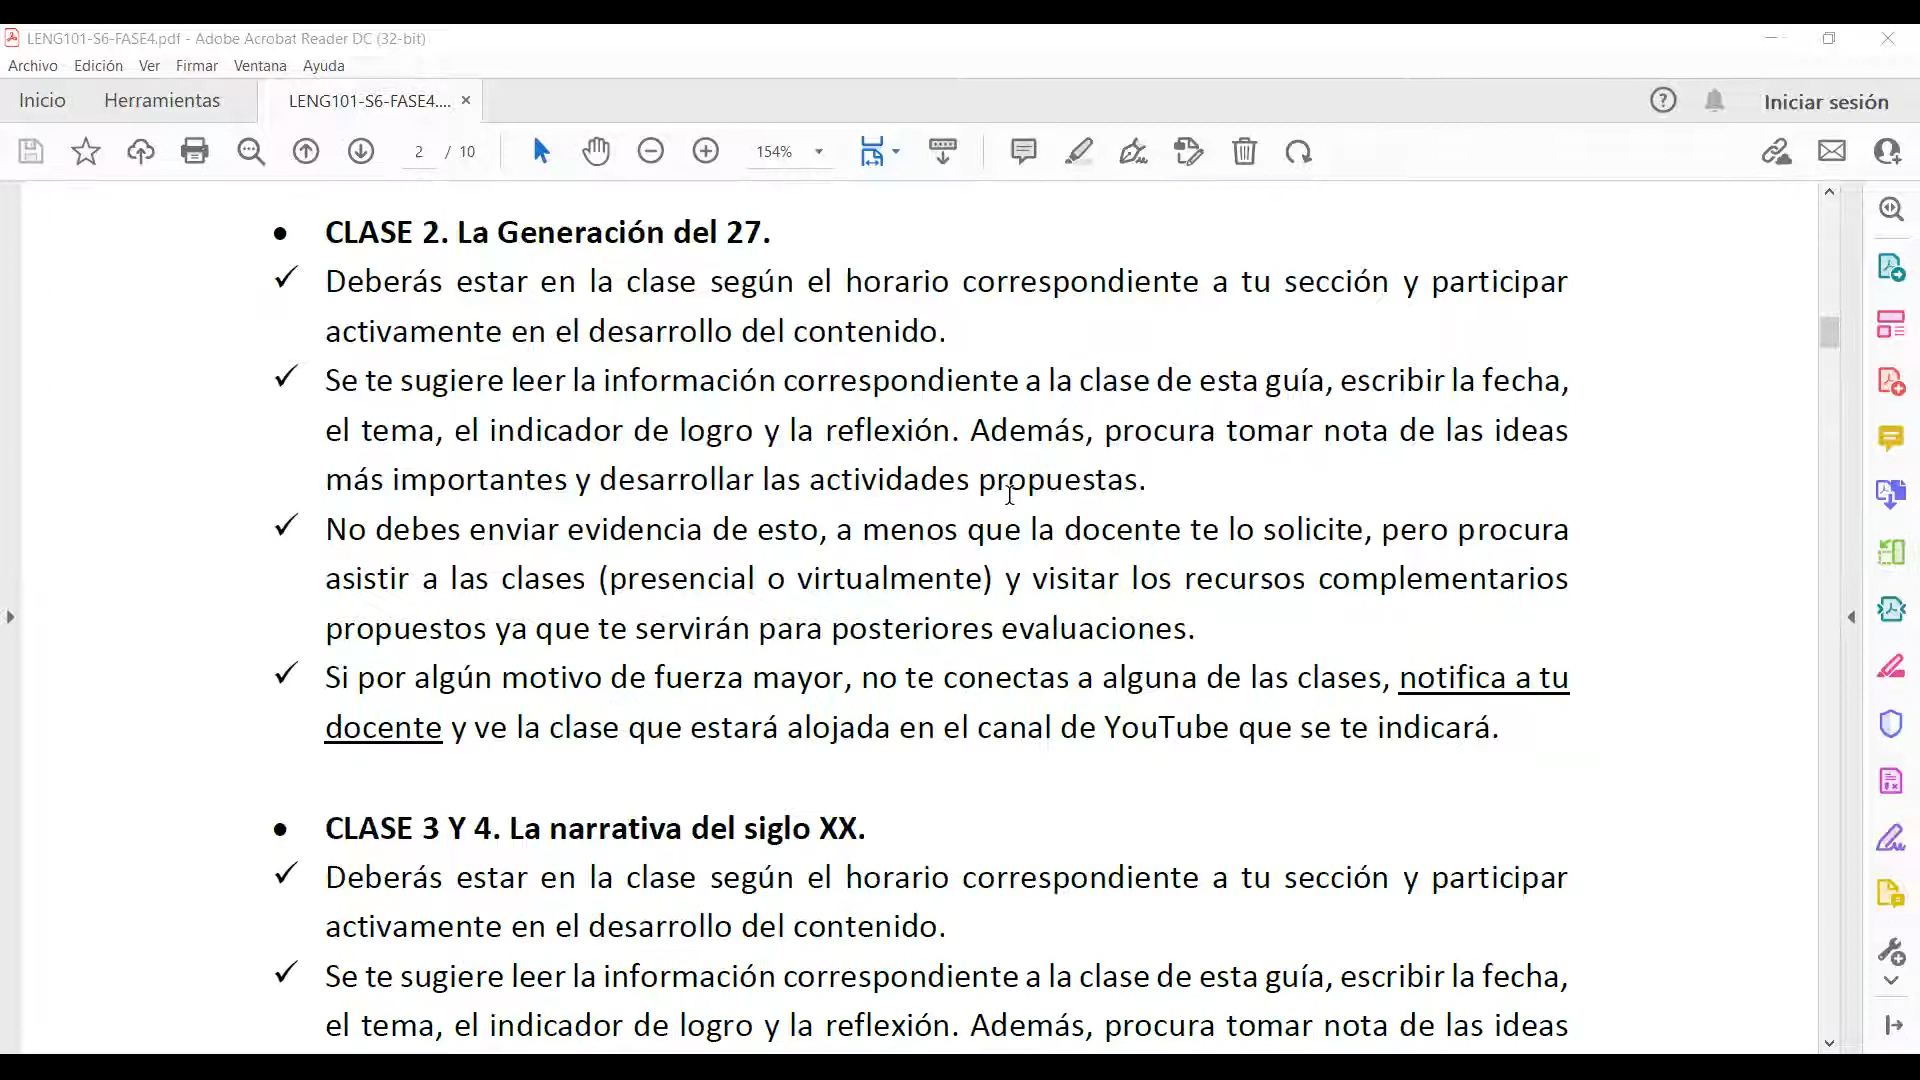 LENG101-S6-FASE4.pdf - Adobe Acrobat Reader DC (32-bit)
Archivo Edición Ver Firmar Ventana Ayuda
Inicio Herramientas LENG101-S6-FASE4.... × Iniciar sesión
2 / 10 154%
• CLASE 2. La Generación del 27.
✓ Deberás estar en la clase según el horario correspondiente a tu sección y participar
activamente en el desarrollo del contenido.
✓ Se te sugiere leer la información correspondiente a la clase de esta guía, escribir la fecha,
el tema, el indicador de logro y la reflexión. Además, procura tomar nota de las ideas
más importantes y desarrollar las actividades propuestas.
✓ No debes enviar evidencia de esto, a menos que la docente te lo solicite, pero procura
asistir a las clases (presencial o virtualmente) y visitar los recursos complementarios
propuestos ya que te servirán para posteriores evaluaciones.
✓ Si por algún motivo de fuerza mayor, no te conectas a alguna de las clases, notifica a tu
docente y ve la clase que estará alojada en el canal de YouTube que se te indicará.
• CLASE 3 Y 4. La narrativa del siglo XX.
✓ Deberás estar en la clase según el horario correspondiente a tu sección y participar
activamente en el desarrollo del contenido.
✓ Se te sugiere leer la información correspondiente a la clase de esta guía, escribir la fecha,
el tema, el indicador de logro y la reflexión. Además, procura tomar nota de las ideas